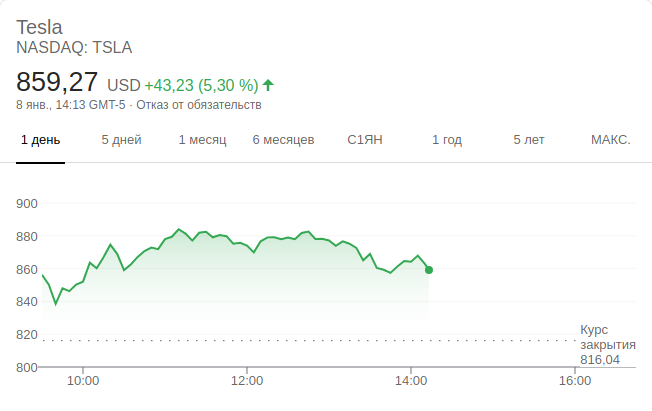 Tesla
NASDAQ: TSLA
859,27 USD +43,23 (5,30 %)
8 янв., 14:13 GMT-5 · Отказ от обязательств
1 день 5 дней 1 месяц 6 месяцев С1ЯН 1 год 5 лет МАКС.
900
880
860
840
820
800
Курс
закрытия
816,04
10:00 12:00 14:00 16:00